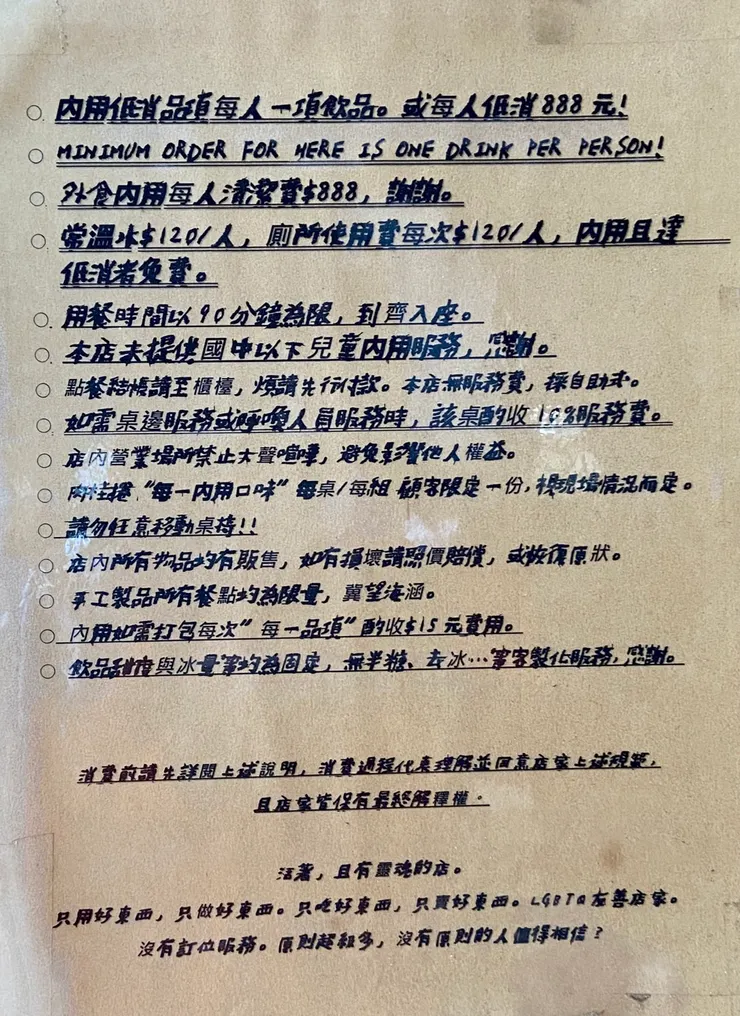 ○ 內用低消品項每人一項飲品。或每人低消888元!
○ MINIMUM ORDER FOR HERE IS ONE DRINK PER PERSON!
○ 外食內用每人清潔費$888,謝謝。
○ 常溫水$120/人,廁所使用費每次$120/人,內用且達
低消者免費。
○ 用餐時間以90分鐘為限,到齊入座。
○ 本店未提供國中以下兒童內用服務,感謝。
○ 點餐結帳請至櫃檯,煩請先付款。本店無服務費,採自助式。
○ 如需桌邊服務或呼喚人員服務時,該桌酌收10%服務費。
○ 店內營業場所禁止大聲喧嘩,避免影響他人權益。
○ 肉桂捲“每一內用口味”每桌/每組 顧客限定一份,視現場情況而定。
○ 請勿任意移動桌椅!!
○ 店內所有物品均有販售,如有損壞請照價賠償,或恢復原狀。
○ 手工製品所有餐點均為限量,冀望海涵。
○ 內用如需打包每次“每一品項”酌收$15元費用。
○ 飲品甜度與冰量等均為固定,無半糖、去冰…等客製化服務,感謝。
消費前請先詳閱上述說明,消費過程代表理解並同意店家上述規範,
且店家皆保有最終解釋權。
活著,且有靈魂的店。
只用好東西,只做好東西。只吃好東西,只賣好東西。LGBTQ友善店家。
沒有訂位服務。原則超級多,沒有原則的人值得相信?